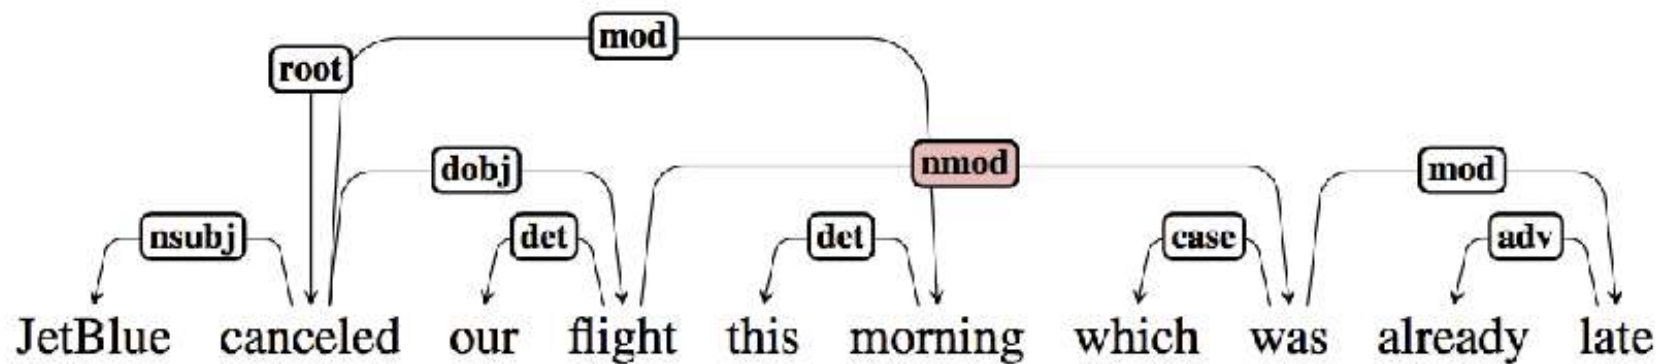 mod
root
dobj nmod mod
nsubj det det case adv
JetBlue canceled our flight this morning which was already late